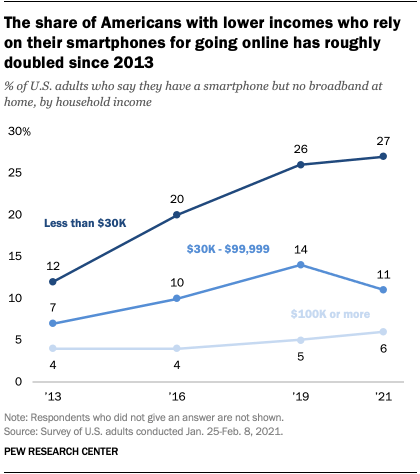 The share of Americans with lower incomes who rely
on their smartphones for going online has roughly
doubled since 2013
% of U.S. adults who say they have a smartphone but no broadband at
home, by household income
30%
25
20
15
10
5
0
Less than $30K
12
20
26
27
$30K - $99,999
7
10
14
11
$100K or more
4
4
5
6
'13
'16
'19
'21
Note: Respondents who did not give an answer are not shown.
Source: Survey of U.S. adults conducted Jan. 25-Feb. 8, 2021.
PEW RESEARCH CENTER